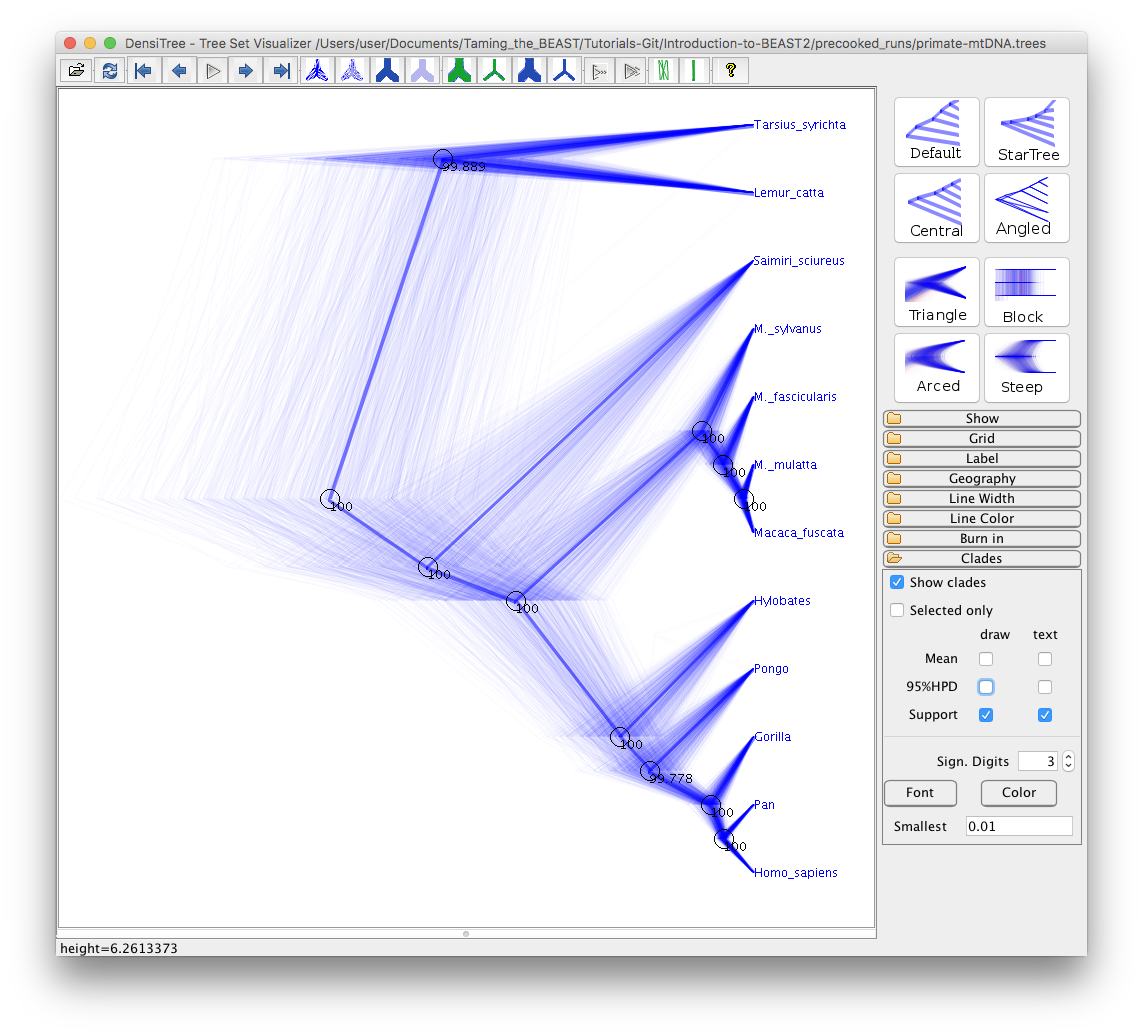 DensiTree - Tree Set Visualizer /Users/user/Documents/Taming_the_BEAST/Tutorials-Git/Introduction-to-BEAST2/precooked_runs/primate-mtDNA.trees
?
Tarsius_syrichta
99.889
Lemur_catta
Saimiri_sciureus
M._sylvanus
M._fascicularis
100
M._mulatta
100
100
100
Macaca_fuscata
100
100
Hylobates
Pongo
100
Gorilla
99.778
Pan
100
100
Homo_sapiens
height=6.2613373
Default
StarTree
Central
Angled
Triangle
Block
Arced
Steep
Show
Grid
Label
Geography
Line Width
Line Color
Burn in
Clades
Show clades
Selected only
draw text
Mean
95%HPD
Support
Sign. Digits 3
Font Color
Smallest 0.01